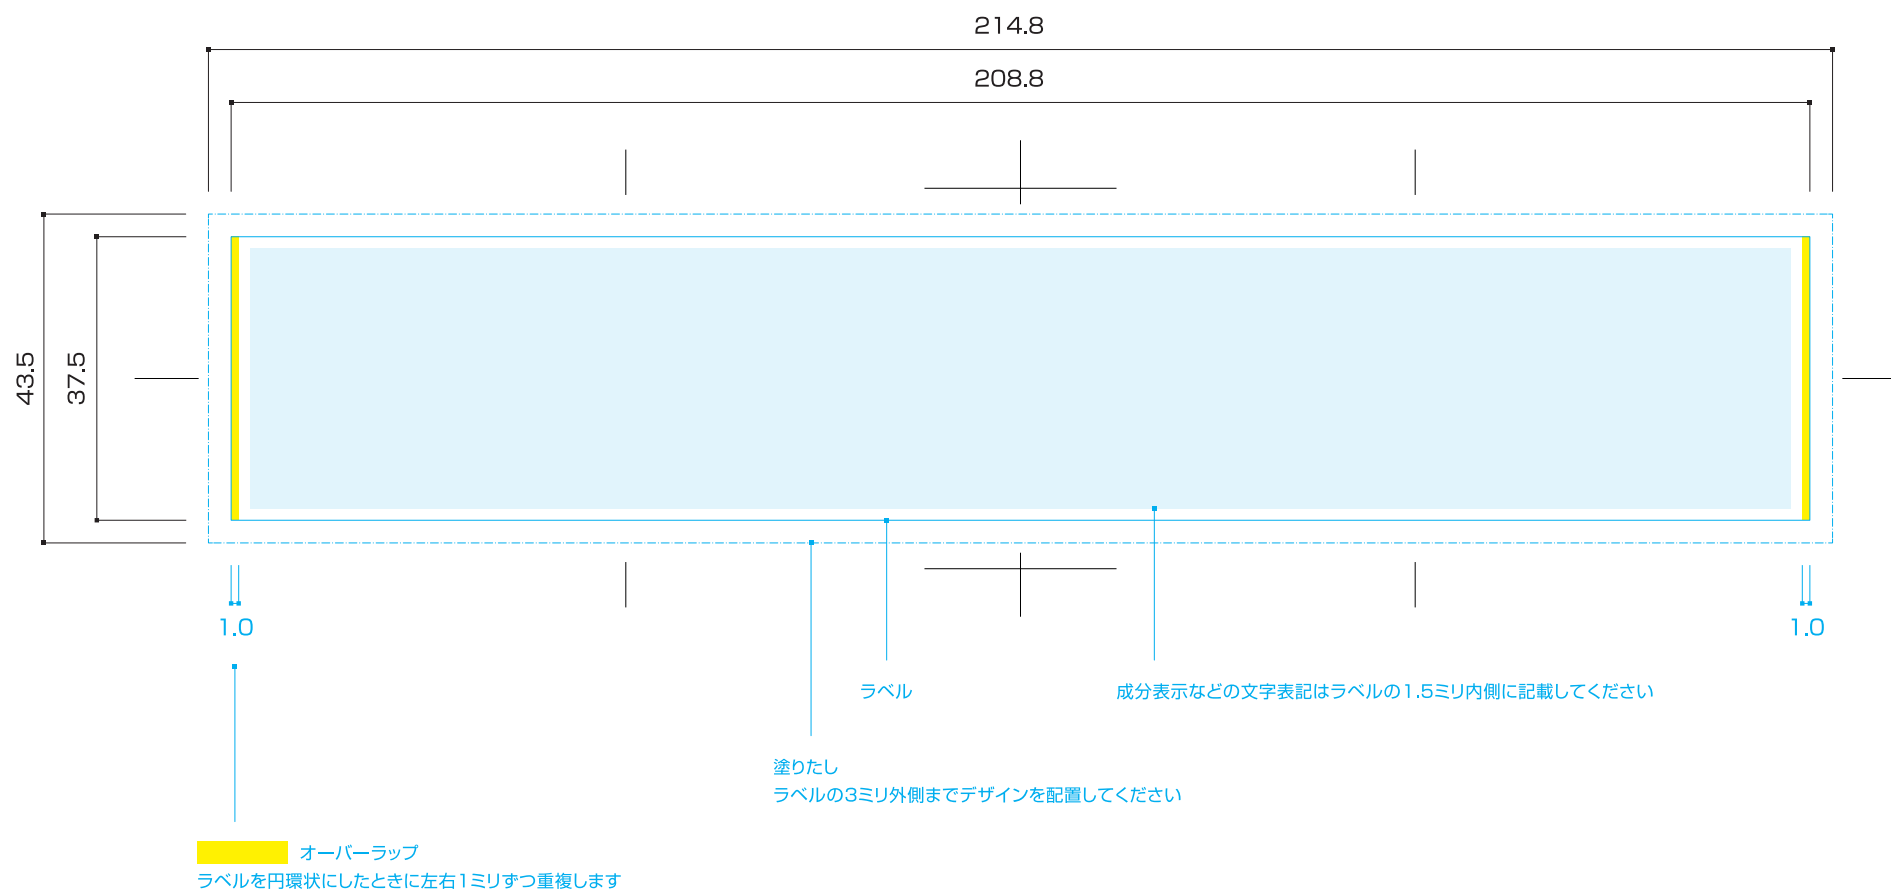 214.8
208.8
43.5
37.5
1.0
1.0
ラベル
成分表示などの文字表記はラベルの1.5ミリ内側に記載してください
塗りたし
ラベルの3ミリ外側までデザインを配置してください
オーバーラップ
ラベルを円環状にしたときに左右1ミリずつ重複します